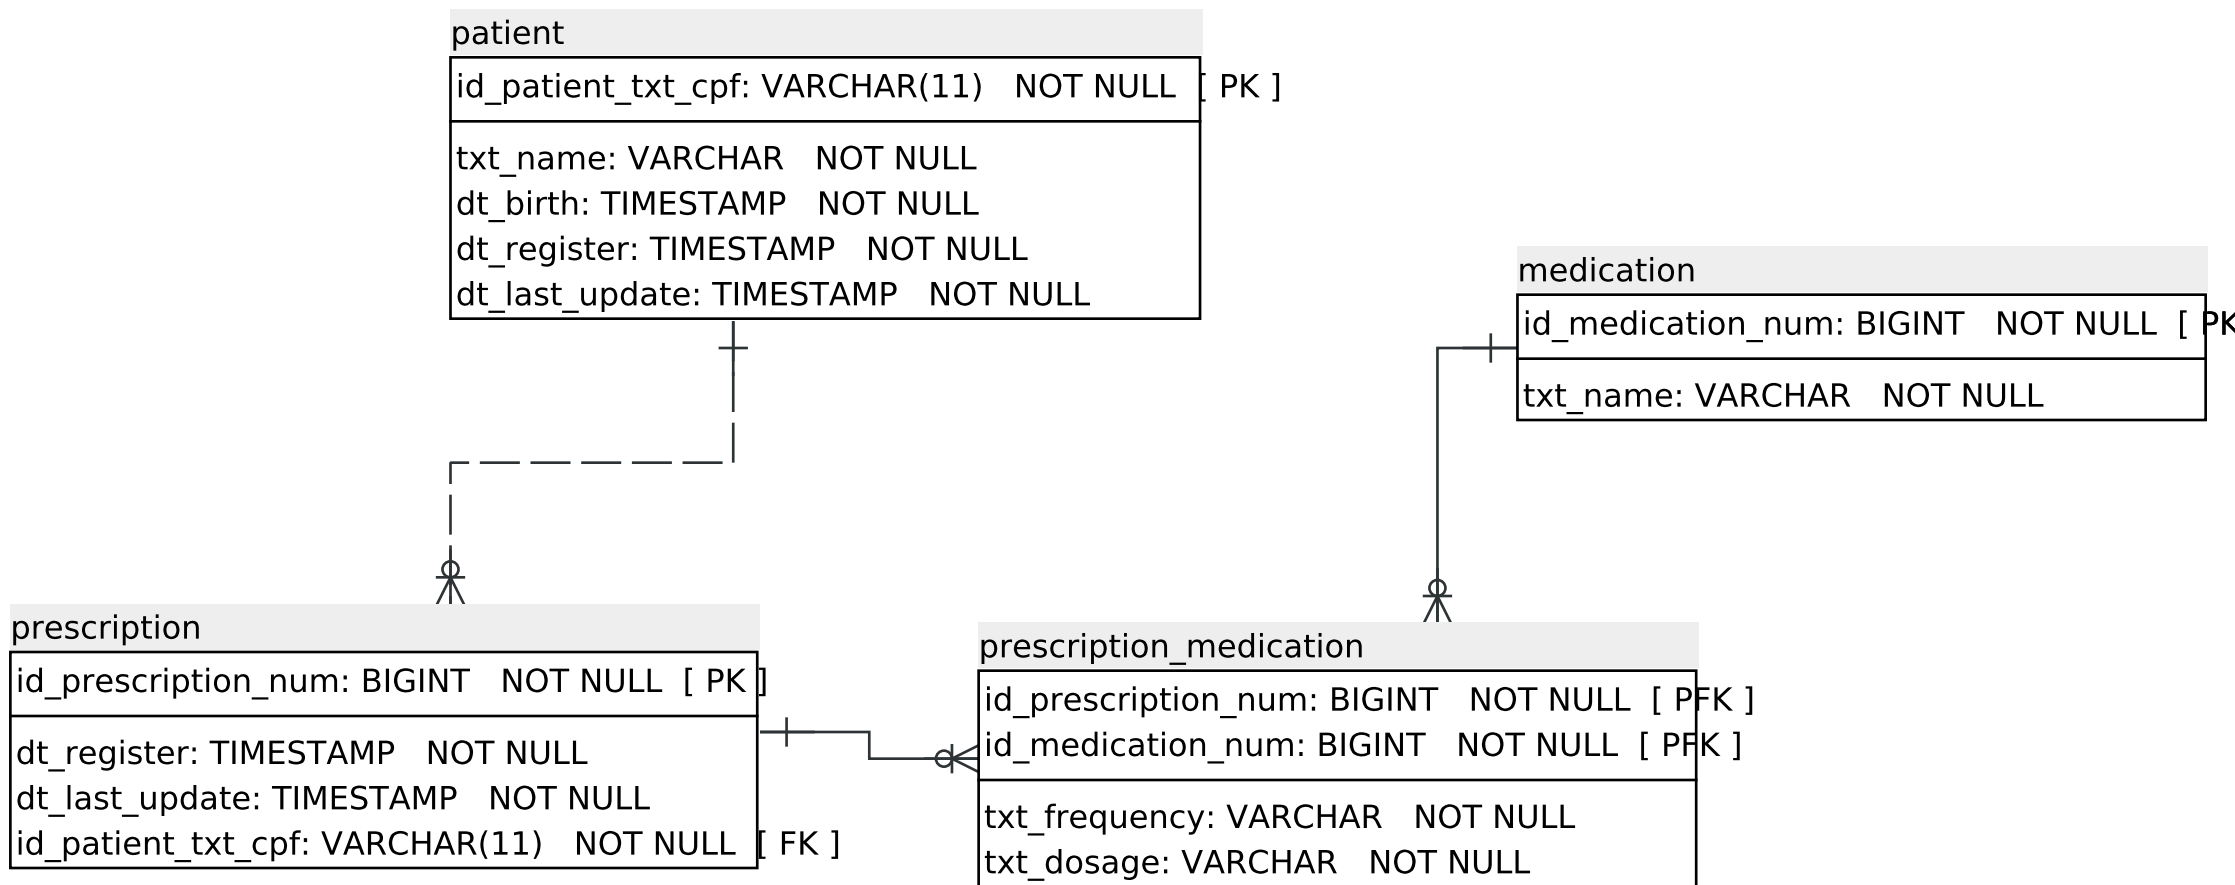 patient
id_patient_txt_cpf: VARCHAR(11) NOT NULL [ PK ]
txt_name: VARCHAR NOT NULL
dt_birth: TIMESTAMP NOT NULL
dt_register: TIMESTAMP NOT NULL
dt_last_update: TIMESTAMP NOT NULL
medication
id_medication_num: BIGINT NOT NULL [ PK
txt_name: VARCHAR NOT NULL
prescription
id_prescription_num: BIGINT NOT NULL [ PK ]
dt_register: TIMESTAMP NOT NULL
dt_last_update: TIMESTAMP NOT NULL
id_patient_txt_cpf: VARCHAR(11) NOT NULL [ FK ]
prescription_medication
id_prescription_num: BIGINT NOT NULL [ PFK ]
id_medication_num: BIGINT NOT NULL [ PFK ]
txt_frequency: VARCHAR NOT NULL
txt_dosage: VARCHAR NOT NULL